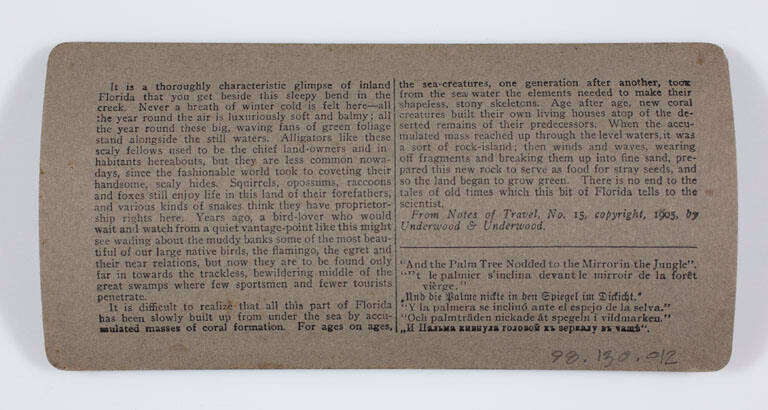 It is a thoroughly characteristic glimpse of inland
Florida that you get beside this sleepy bend in the
creek. Never a breath of winter cold is felt here—all
the year round the air is luxuriously soft and balmy; all
the year round these big, waving fans of green foliage
stand alongside the still waters. Alligators like these
scaly fellows used to be the chief land-owners and in-
habitants hereabouts, but they are less common nowa-
days, since the fashionable world took to coveting their
handsome, scaly hides. Squirrels, opossums, raccoons
and foxes still enjoy life in this land of their forefathers,
and various kinds of snakes think they have proprietor-
ship rights here. Years ago, a bird-lover who would
wait and watch from a quiet vantage-point like this might
see wading about the muddy banks some of the most beau-
tiful of our large native birds, the flamingo, the egret and
their near relations, but now they are to be found only
far in towards the trackless, bewildering middle of the
great swamps where few sportsmen and fewer tourists
penetrate.
It is difficult to realize that all this part of Florida
has been slowly built up from under the sea by accu-
mulated masses of coral formation. For ages on ages,
the sea-creatures, one generation after another, took
from the sea water the elements needed to make their
shapeless, stony skeletons. Age after age, new coral
creatures built their own living houses atop of the de-
serted remains of their predecessors. When the accu-
mulated mass reached up through the level waters, it was
a sort of rock-island; then winds and waves, wearing
off fragments and breaking them up into fine sand, pre-
pared this new rock to serve as food for stray seeds, and
so the land began to grow green. There is no end to the
tales of old times which this bit of Florida tells to the
scientist.
From Notes of Travel, No. 15, copyright, 1905, by
Underwood & Underwood.
"And the Palm Tree Nodded to the Mirror in the Jungle".
t le palmier s'inclina devant le mirroir de la forêt
vierge."
„Und die Palme nickte in den Spiegel im Dickicht."
"Y la palmera se inclinó ante el espejo de la selva."
"Och palmträden nickade åt spegeln i vildmarken."
„И Пальма кивнула головой къ зеркалу въ чащѣ".
98.130.012